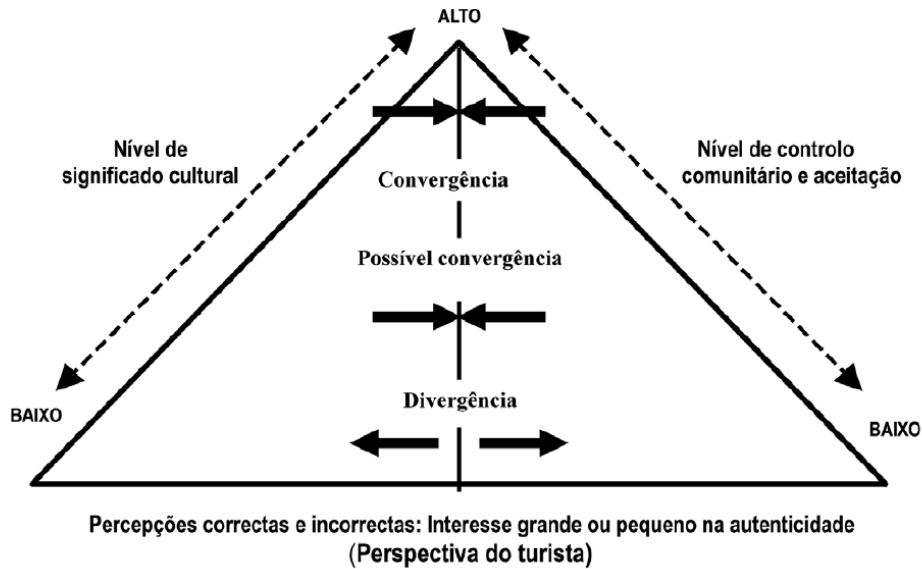 ALTO
Nível de
significado cultural
Nível de controlo
comunitário e aceitação
Convergência
Possível convergência
Divergência
BAIXO
BAIXO
Percepções correctas e incorrectas: Interesse grande ou pequeno na autenticidade
(Perspectiva do turista)